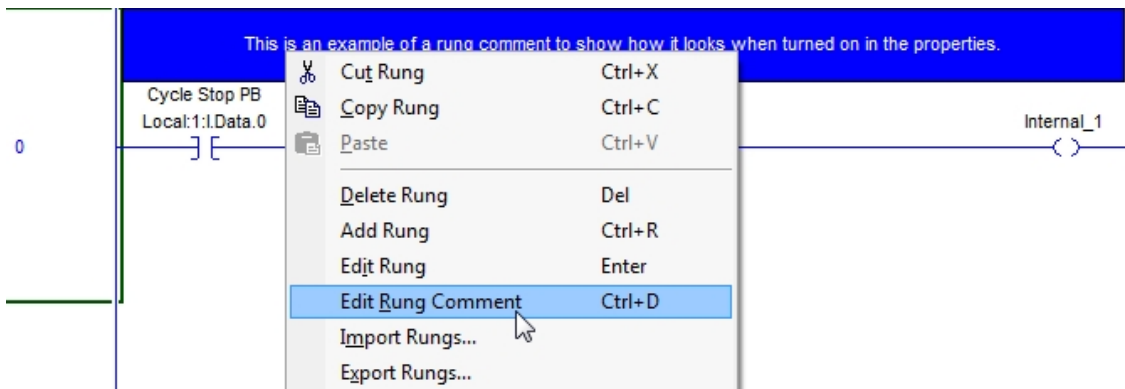 This is an example of a rung comment to show how it looks when turned on in the properties.
Cut Rung Ctrl+X
Cycle Stop PB
Copy Rung Ctrl+C
Local:1:I.Data.0
Internal_1
0
Paste Ctrl+V
Delete Rung Del
Add Rung Ctrl+R
Edit Rung Enter
Edit Rung Comment Ctrl+D
Import Rungs...
Export Rungs...